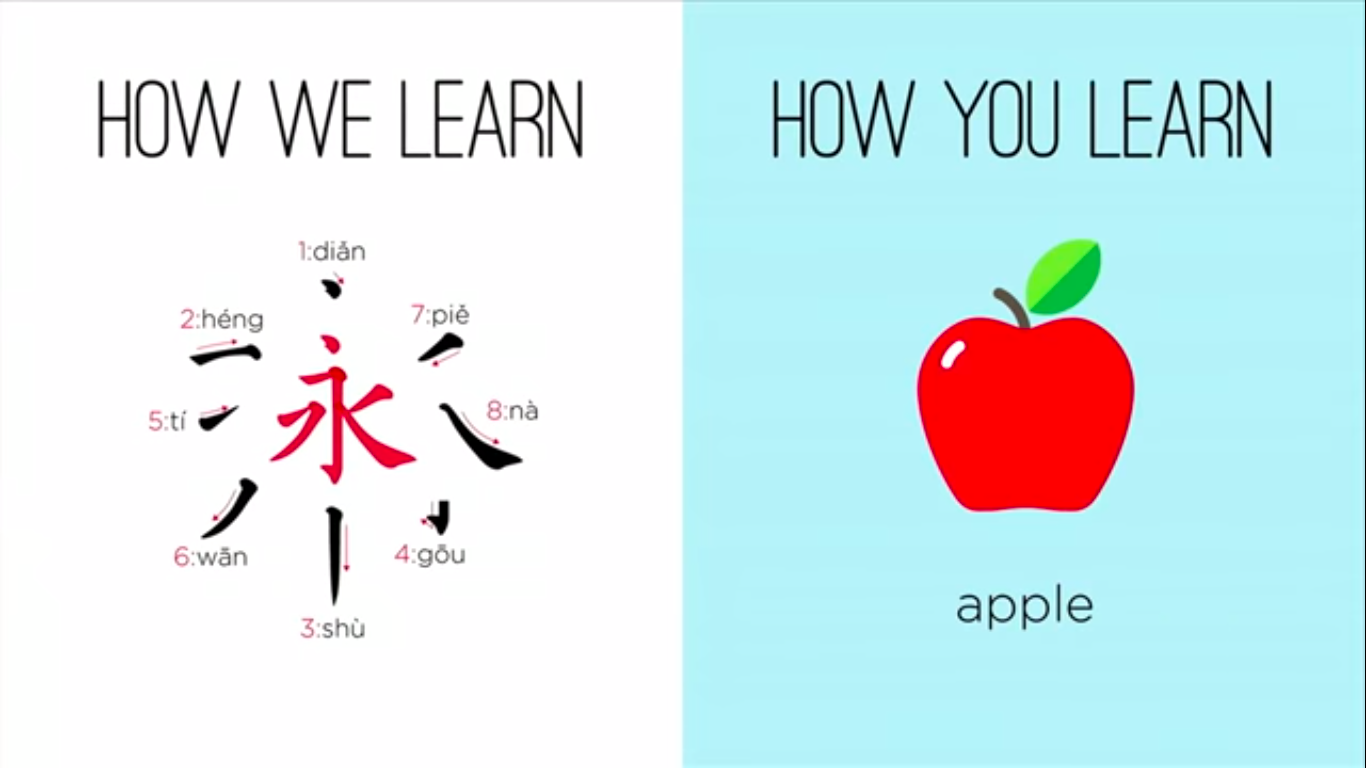 HOW WE LEARN
1:diǎn
2:héng
7:piě
永
5:tí
8:nà
6:wān
4:gōu
3:shù
HOW YOU LEARN
apple